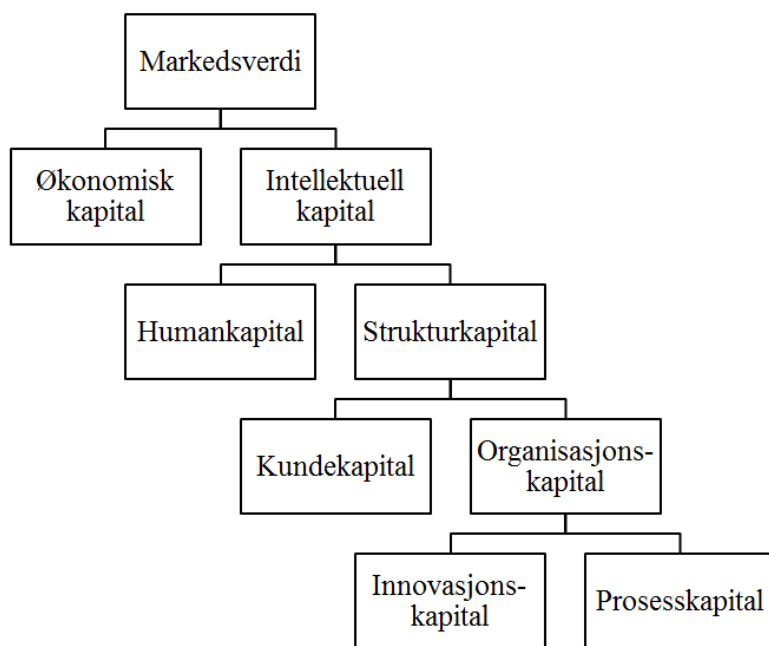 Markedsverdi
Økonomisk
kapital
Intellektuell
kapital
Humankapital
Strukturkapital
Kundekapital
Organisasjons-
kapital
Innovasjons-
kapital
Prosesskapital